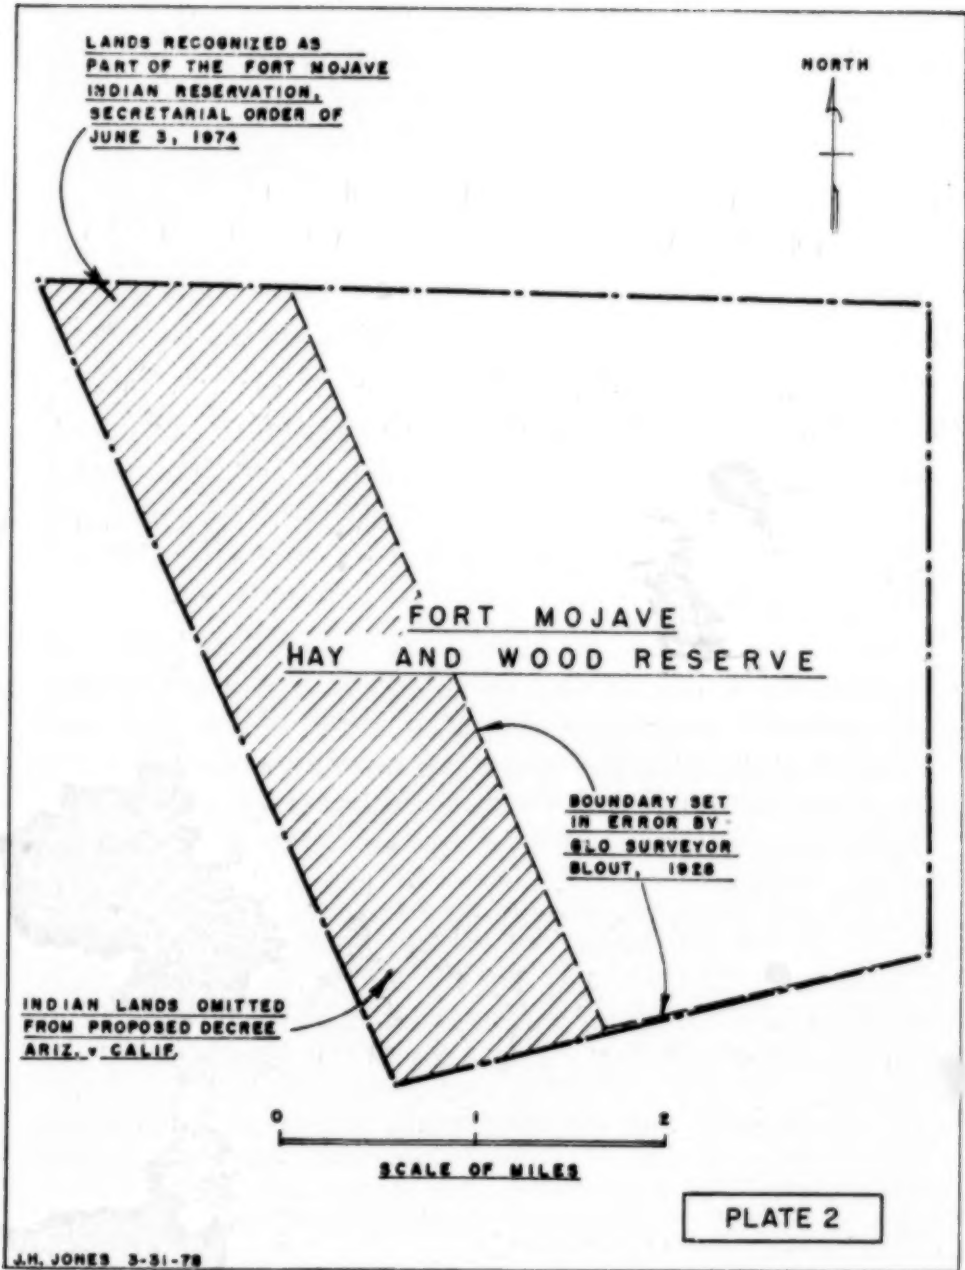 LANDS RECOGNIZED AS
PART OF THE FORT MOJAVE
INDIAN RESERVATION,
SECRETARIAL ORDER OF
JUNE 3, 1974
NORTH
FORT MOJAVE
HAY AND WOOD RESERVE
BOUNDARY SET
IN ERROR BY
GLO SURVEYOR
BLOUT, 1928
INDIAN LANDS OMITTED
FROM PROPOSED DECREE
ARIZ. v CALIF.
0 1 2
SCALE OF MILES
PLATE 2
J.H. JONES 3-31-78